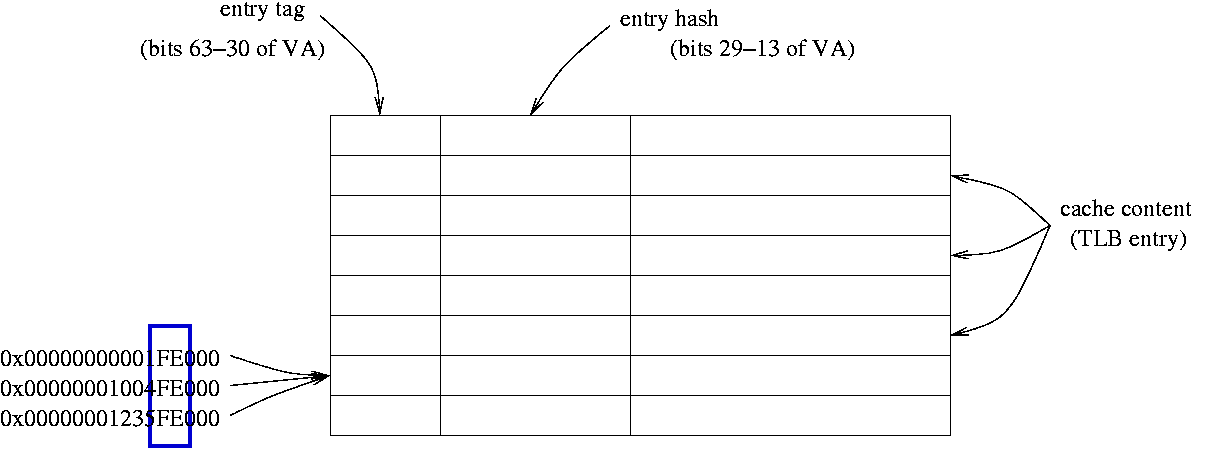 entry tag
(bits 63–30 of VA)
entry hash
(bits 29–13 of VA)
cache content
(TLB entry)
0x00000000001FE000
0x00000001004FE000
0x00000001235FE000